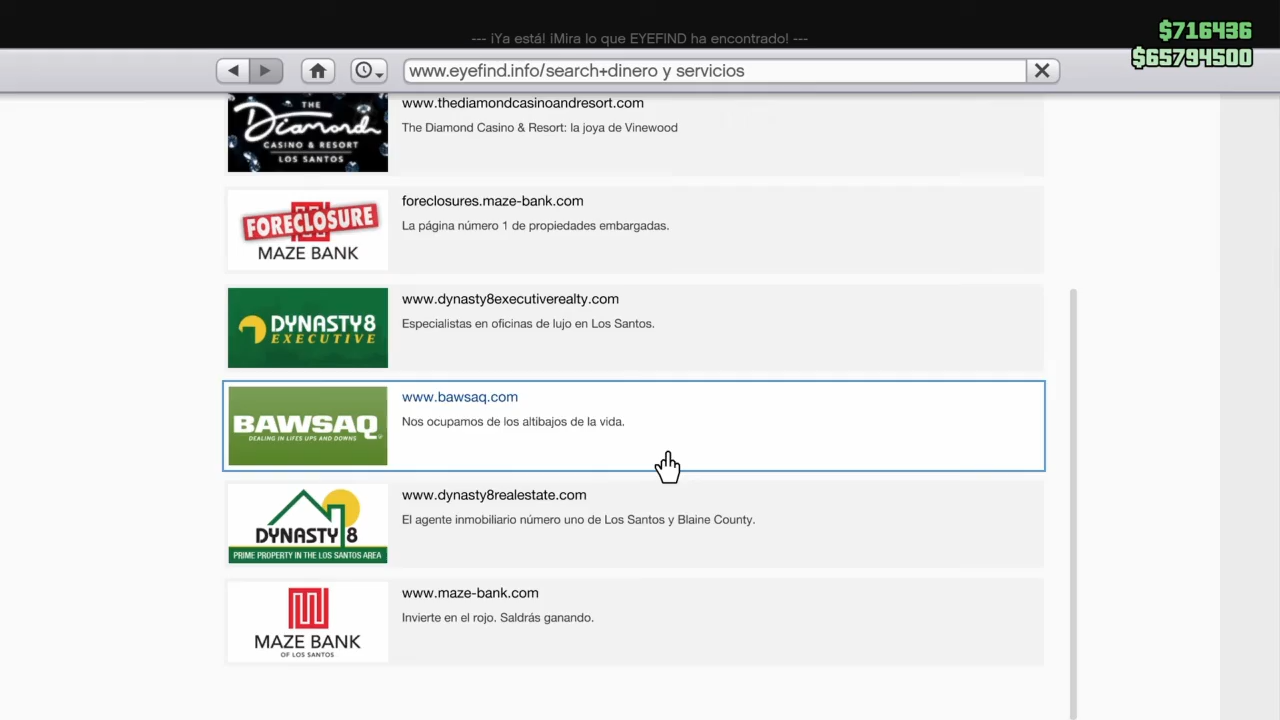 $716436
--- ¡Ya está! ¡Mira lo que EYEFIND ha encontrado! ---
$65794500
www.eyefind.info/search+dinero y servicios
THE
Diamond
CASINO & RESORT
LOS SANTOS
www.thediamondcasinoandresort.com
The Diamond Casino & Resort: la joya de Vinewood
FORECLOSURE
MAZE BANK
foreclosures.maze-bank.com
La página número 1 de propiedades embargadas.
DYNASTY8
EXECUTIVE
www.dynasty8executiverealty.com
Especialistas en oficinas de lujo en Los Santos.
BAWSAQ
DEALING IN LIFES UPS AND DOWNS
www.bawsaq.com
Nos ocupamos de los altibajos de la vida.
DYNASTY 8
PRIME PROPERTY IN THE LOS SANTOS AREA
www.dynasty8realestate.com
El agente inmobiliario número uno de Los Santos y Blaine County.
MAZE BANK
OF LOS SANTOS
www.maze-bank.com
Invierte en el rojo. Saldrás ganando.